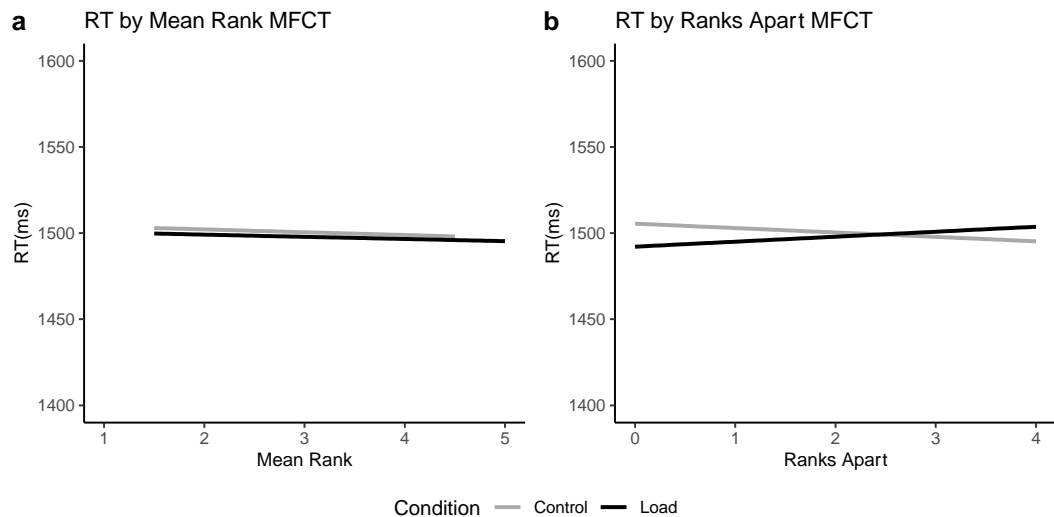 a RT by Mean Rank MFCT
1600
1550
1500
1450
1400
RT(ms)
1 2 3 4 5
Mean Rank
b RT by Ranks Apart MFCT
1600
1550
1500
1450
1400
RT(ms)
0 1 2 3 4
Ranks Apart
Condition Control Load